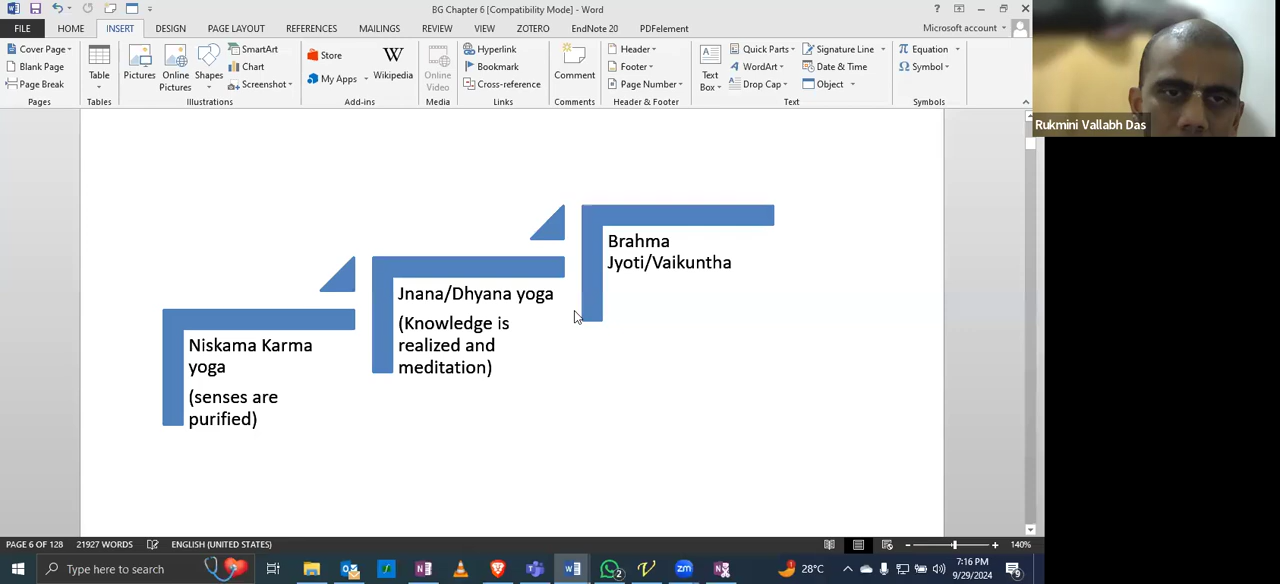 BG Chapter 6 [Compatibility Mode] - Word
FILE HOME INSERT DESIGN PAGE LAYOUT REFERENCES MAILINGS REVIEW VIEW ZOTERO EndNote 20 PDFelement Microsoft account
Cover Page
Blank Page
Page Break
Pages
Table
Tables
Pictures
Online Pictures
Shapes
SmartArt
Chart
Screenshot
Illustrations
Store
My Apps
Wikipedia
Add-ins
Online Video
Media
Hyperlink
Bookmark
Cross-reference
Links
Comment
Comments
Header
Footer
Page Number
Header & Footer
Text Box
Quick Parts
WordArt
Drop Cap
Signature Line
Date & Time
Object
Text
Equation
Symbol
Symbols
Rukmini Vallabh Das
Brahma
Jyoti/Vaikuntha
Jnana/Dhyana yoga
(Knowledge is
realized and
meditation)
Niskama Karma
yoga
(senses are
purified)
PAGE 6 OF 128 21927 WORDS ENGLISH (UNITED STATES) 140%
Type here to search
28°C
7:16 PM
9/29/2024